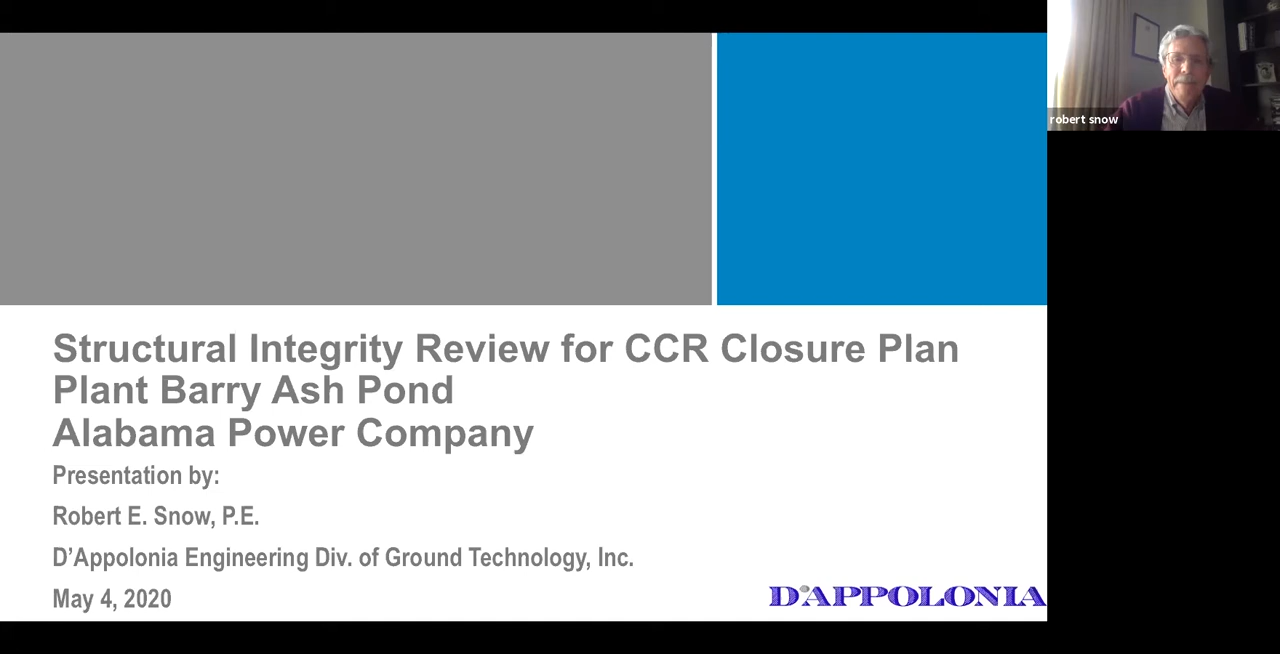 robert snow
Structural Integrity Review for CCR Closure Plan
Plant Barry Ash Pond
Alabama Power Company
Presentation by:
Robert E. Snow, P.E.
D’Appolonia Engineering Div. of Ground Technology, Inc.
May 4, 2020
D'APPOLONIA